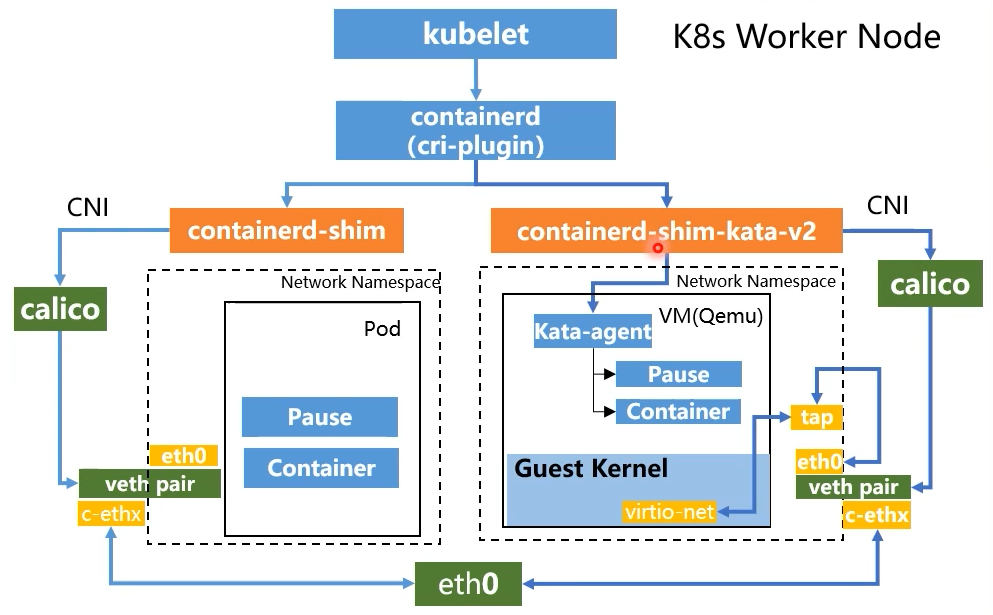 kubelet
K8s Worker Node
containerd
(cri-plugin)
CNI
containerd-shim
containerd-shim-kata-v2
CNI
calico
Network Namespace
Pod
Pause
Container
eth0
veth pair
c-ethx
Network Namespace
VM(Qemu)
Kata-agent
Pause
Container
Guest Kernel
virtio-net
calico
tap
eth0
veth pair
c-ethx
eth0